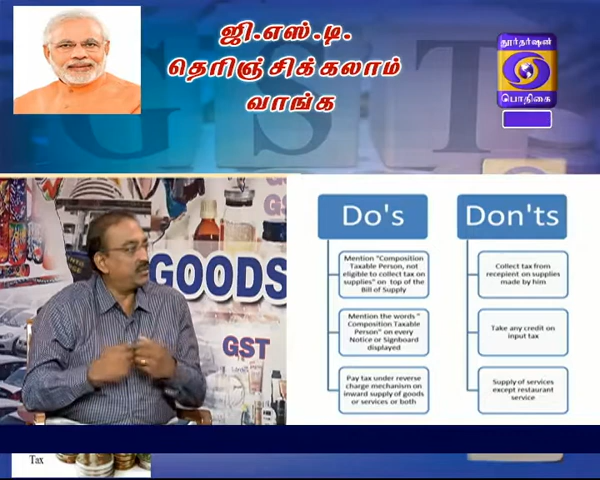 ஜி.எஸ்.டி.
தெரிஞ்சிக்கலாம்
வாங்க
தூர்தர்ஷன்
பொதிகை
GST
GOODS
GST
Do's
Mention "Composition
Taxable Person, not
eligible to collect tax on
supplies" on top of the
Bill of Supply
Mention the words "
Composition Taxable
Person" on every
Notice or Signboard
displayed
Pay tax under reverse
charge mechanism on
inward supply of goods
or services or both
Don'ts
Collect tax from
recepient on supplies
made by him
Take any credit on
input tax
Supply of services
except restaurant
service
Tax